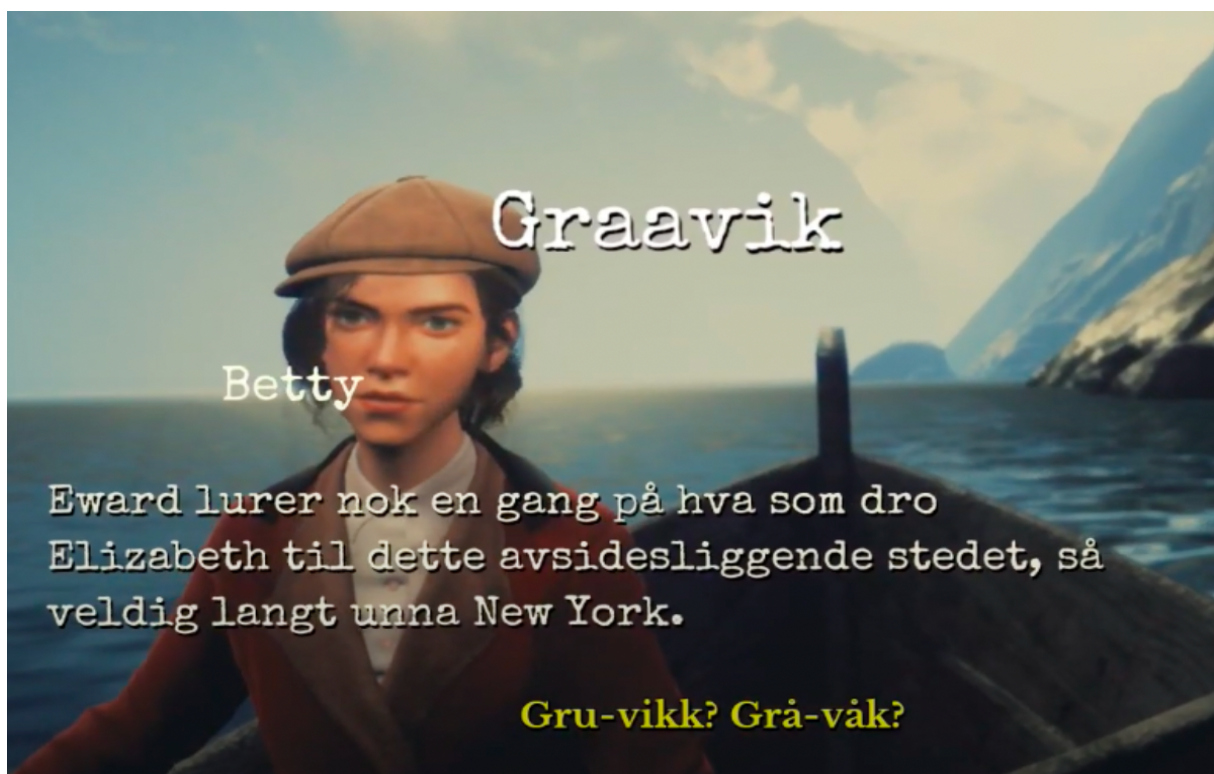 Graavik
Betty
Eward lurer nok en gang på hva som dro
Elizabeth til dette avsidesliggende stedet, så
veldig langt unna New York.
Gru-vikk? Grå-våk?